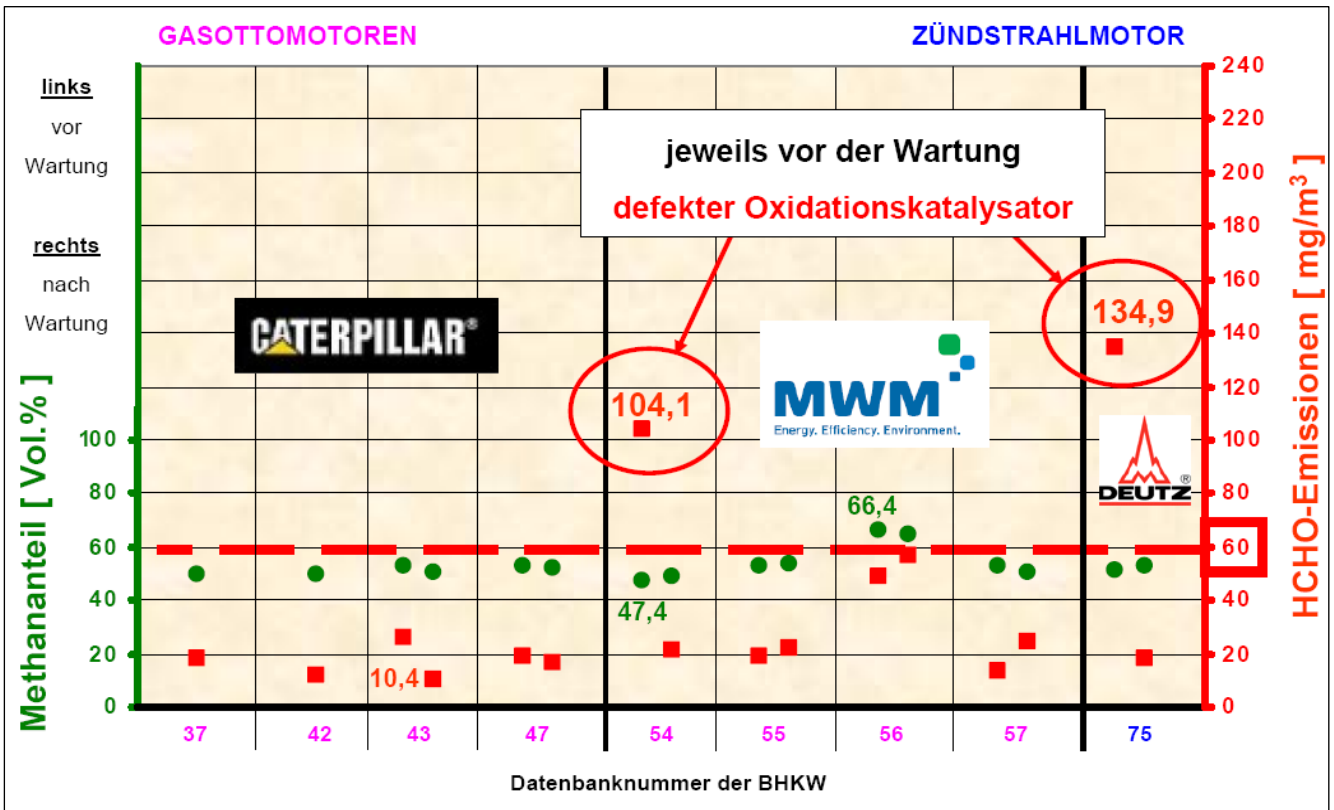 GASOTTOMOTOREN
ZÜNDSTRAHLMOTOR
links
vor
Wartung
rechts
nach
Wartung
jeweils vor der Wartung
defekter Oxidationskatalysator
CATERPILLAR®
104,1
134,9
MWM
Energy. Efficiency. Environment.
DEUTZ®
66,4
47,4
10,4
Methananteil [ Vol.% ]
100
80
60
40
20
0
HCHO-Emissionen [ mg/m³ ]
240
220
200
180
160
140
120
100
80
60
40
20
0
37 42 43 47 54 55 56 57 75
Datenbanknummer der BHKW